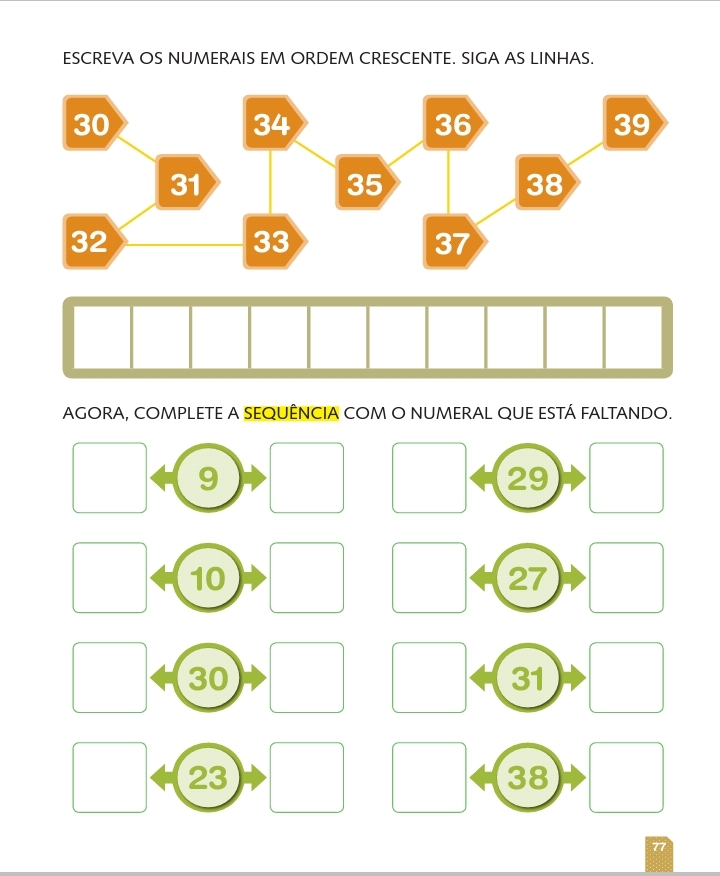 ESCREVA OS NUMERAIS EM ORDEM CRESCENTE. SIGA AS LINHAS.
30 34 36 39
31 35 38
32 33 37
AGORA, COMPLETE A SEQUÊNCIA COM O NUMERAL QUE ESTÁ FALTANDO.
9 29
10 27
30 31
23 38
77